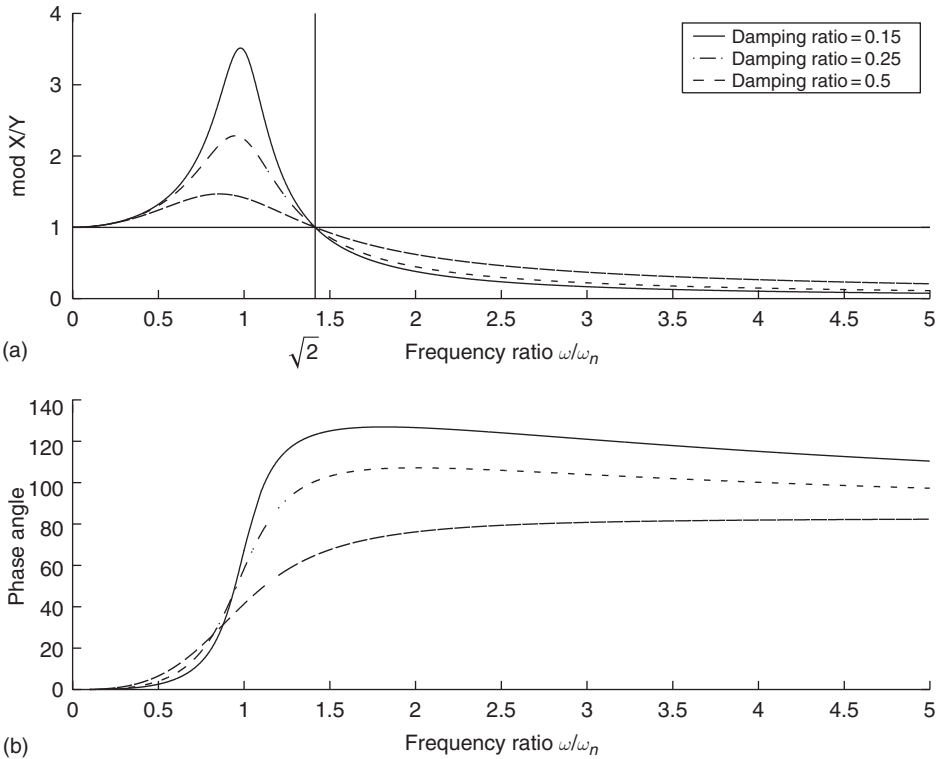 4
3
2
1
0
mod X/Y
Damping ratio = 0.15
Damping ratio = 0.25
Damping ratio = 0.5
0 0.5 1 1.5 2 2.5 3 3.5 4 4.5 5
(a)
√2
Frequency ratio ω/ωn
140
120
100
80
60
40
20
0
Phase angle
0 0.5 1 1.5 2 2.5 3 3.5 4 4.5 5
(b)
Frequency ratio ω/ωn